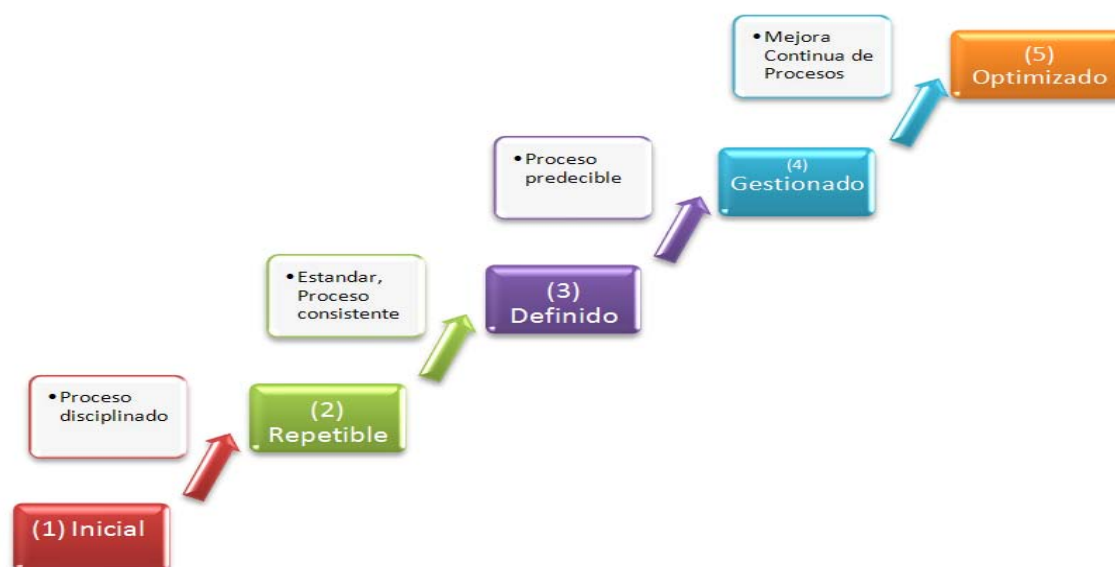 • Mejora
Continua de
Procesos
(5)
Optimizado
• Proceso
predecible
(4)
Gestionado
• Estandar,
Proceso
consistente
(3)
Definido
• Proceso
disciplinado
(2)
Repetible
(1) Inicial